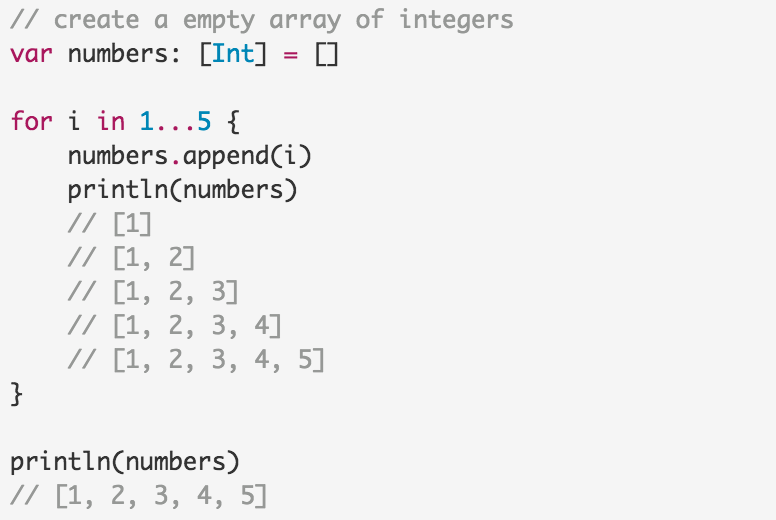 // create a empty array of integers
var numbers: [Int] = []
for i in 1...5 {
    numbers.append(i)
    println(numbers)
    // [1]
    // [1, 2]
    // [1, 2, 3]
    // [1, 2, 3, 4]
    // [1, 2, 3, 4, 5]
}
println(numbers)
// [1, 2, 3, 4, 5]